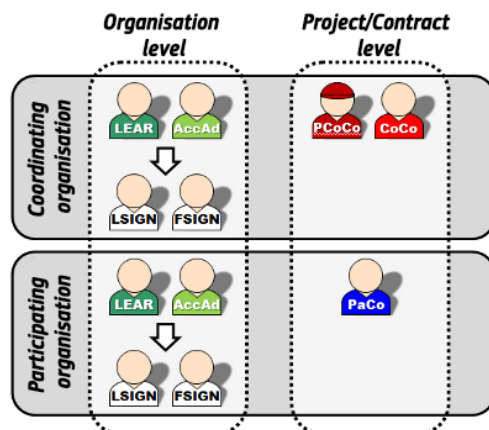 Organisation
level
Project/Contract
level
Coordinating
organisation
LEAR AccAd
PCoCo CoCo
LSIGN FSIGN
Participating
organisation
LEAR AccAd
PaCo
LSIGN FSIGN